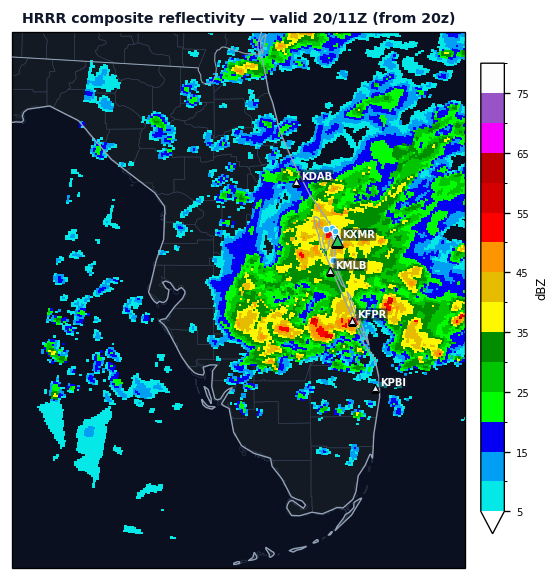 HRRR composite reflectivity — valid 20/11Z (from 20z)
KDAB
KXMR
KMLB
KFPR
KPBI
75
65
55
45
35
25
15
5
dBZ